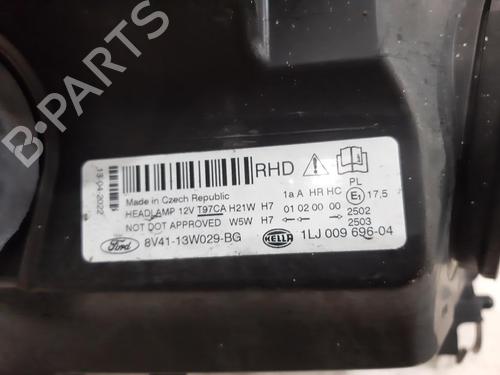 B-PARTS
13-04-2022
RHD
Made in Czech Republic
1a A HR HC
PL
E1 17,5
HEADLAMP 12V T97CA H21W H7
01 02 00 00
2502
NOT DOT APPROVED W5W H7
2503
Ford
8V41-13W029-BG
HELLA
1LJ 009 696-04